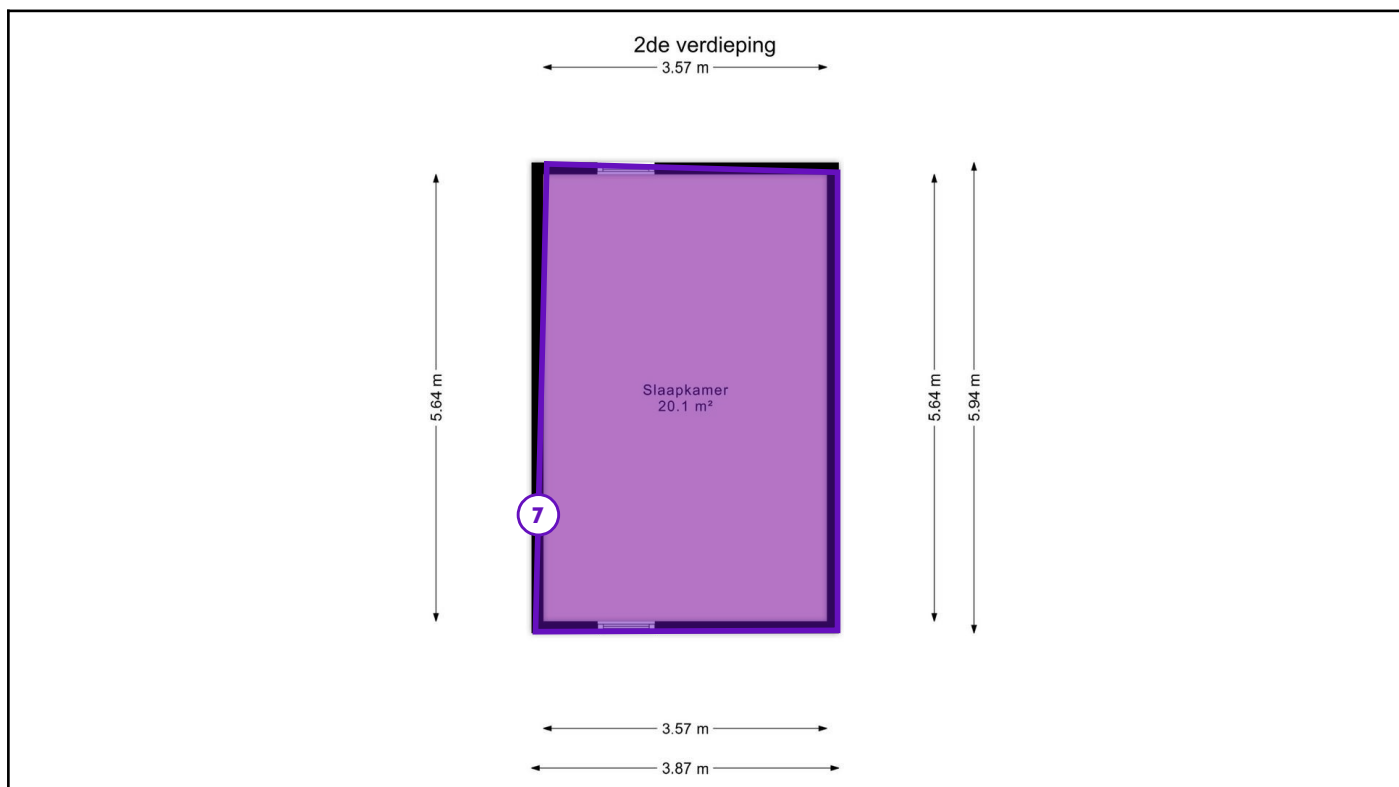 2de verdieping
3.57 m
5.64 m
5.64 m
5.94 m
Slaapkamer
20.1 m²
7
3.57 m
3.87 m